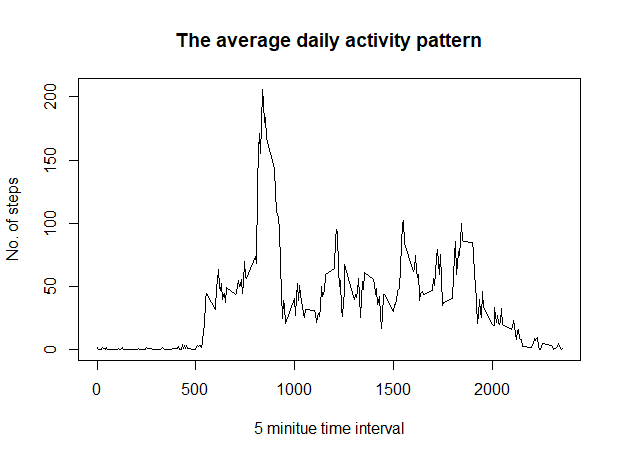 The average daily activity pattern
No. of steps
200
150
100
50
0
0 500 1000 1500 2000
5 minitue time interval